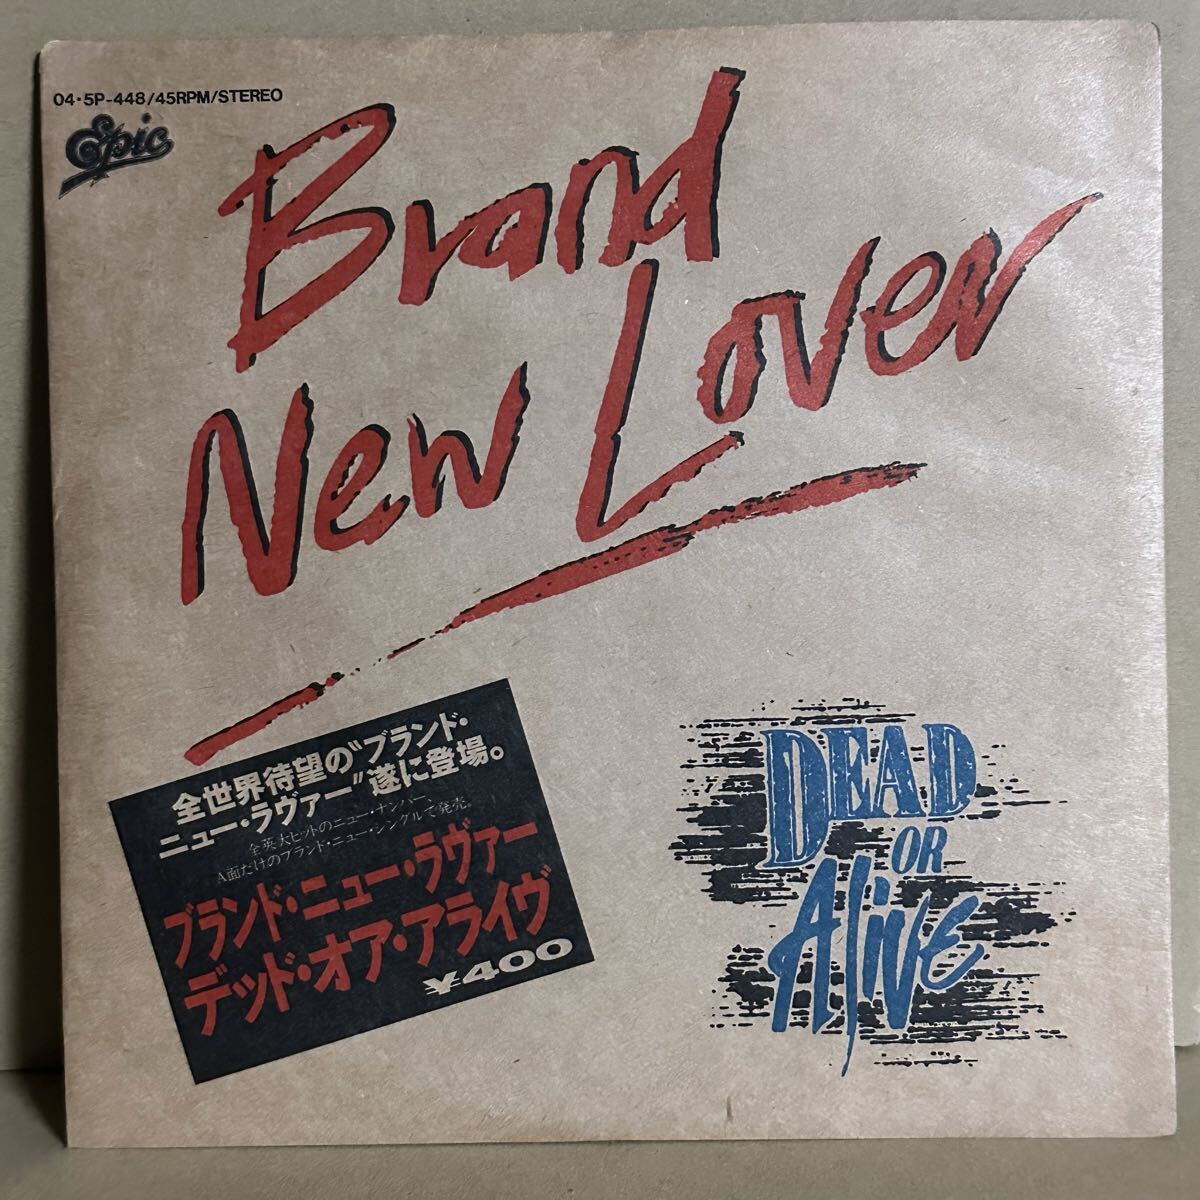 04・5P-448/45RPM/STEREO
Epic
Brand
New Lover
全世界待望の"ブランド・
ニュー・ラヴァー"遂に登場。
全英大ヒットのニュー・ナンバー
A面だけのブランド・ニュー・シングルで発売。
ブランド・ニュー・ラヴァー
デッド・オア・アライヴ
¥400
DEAD
OR
Alive